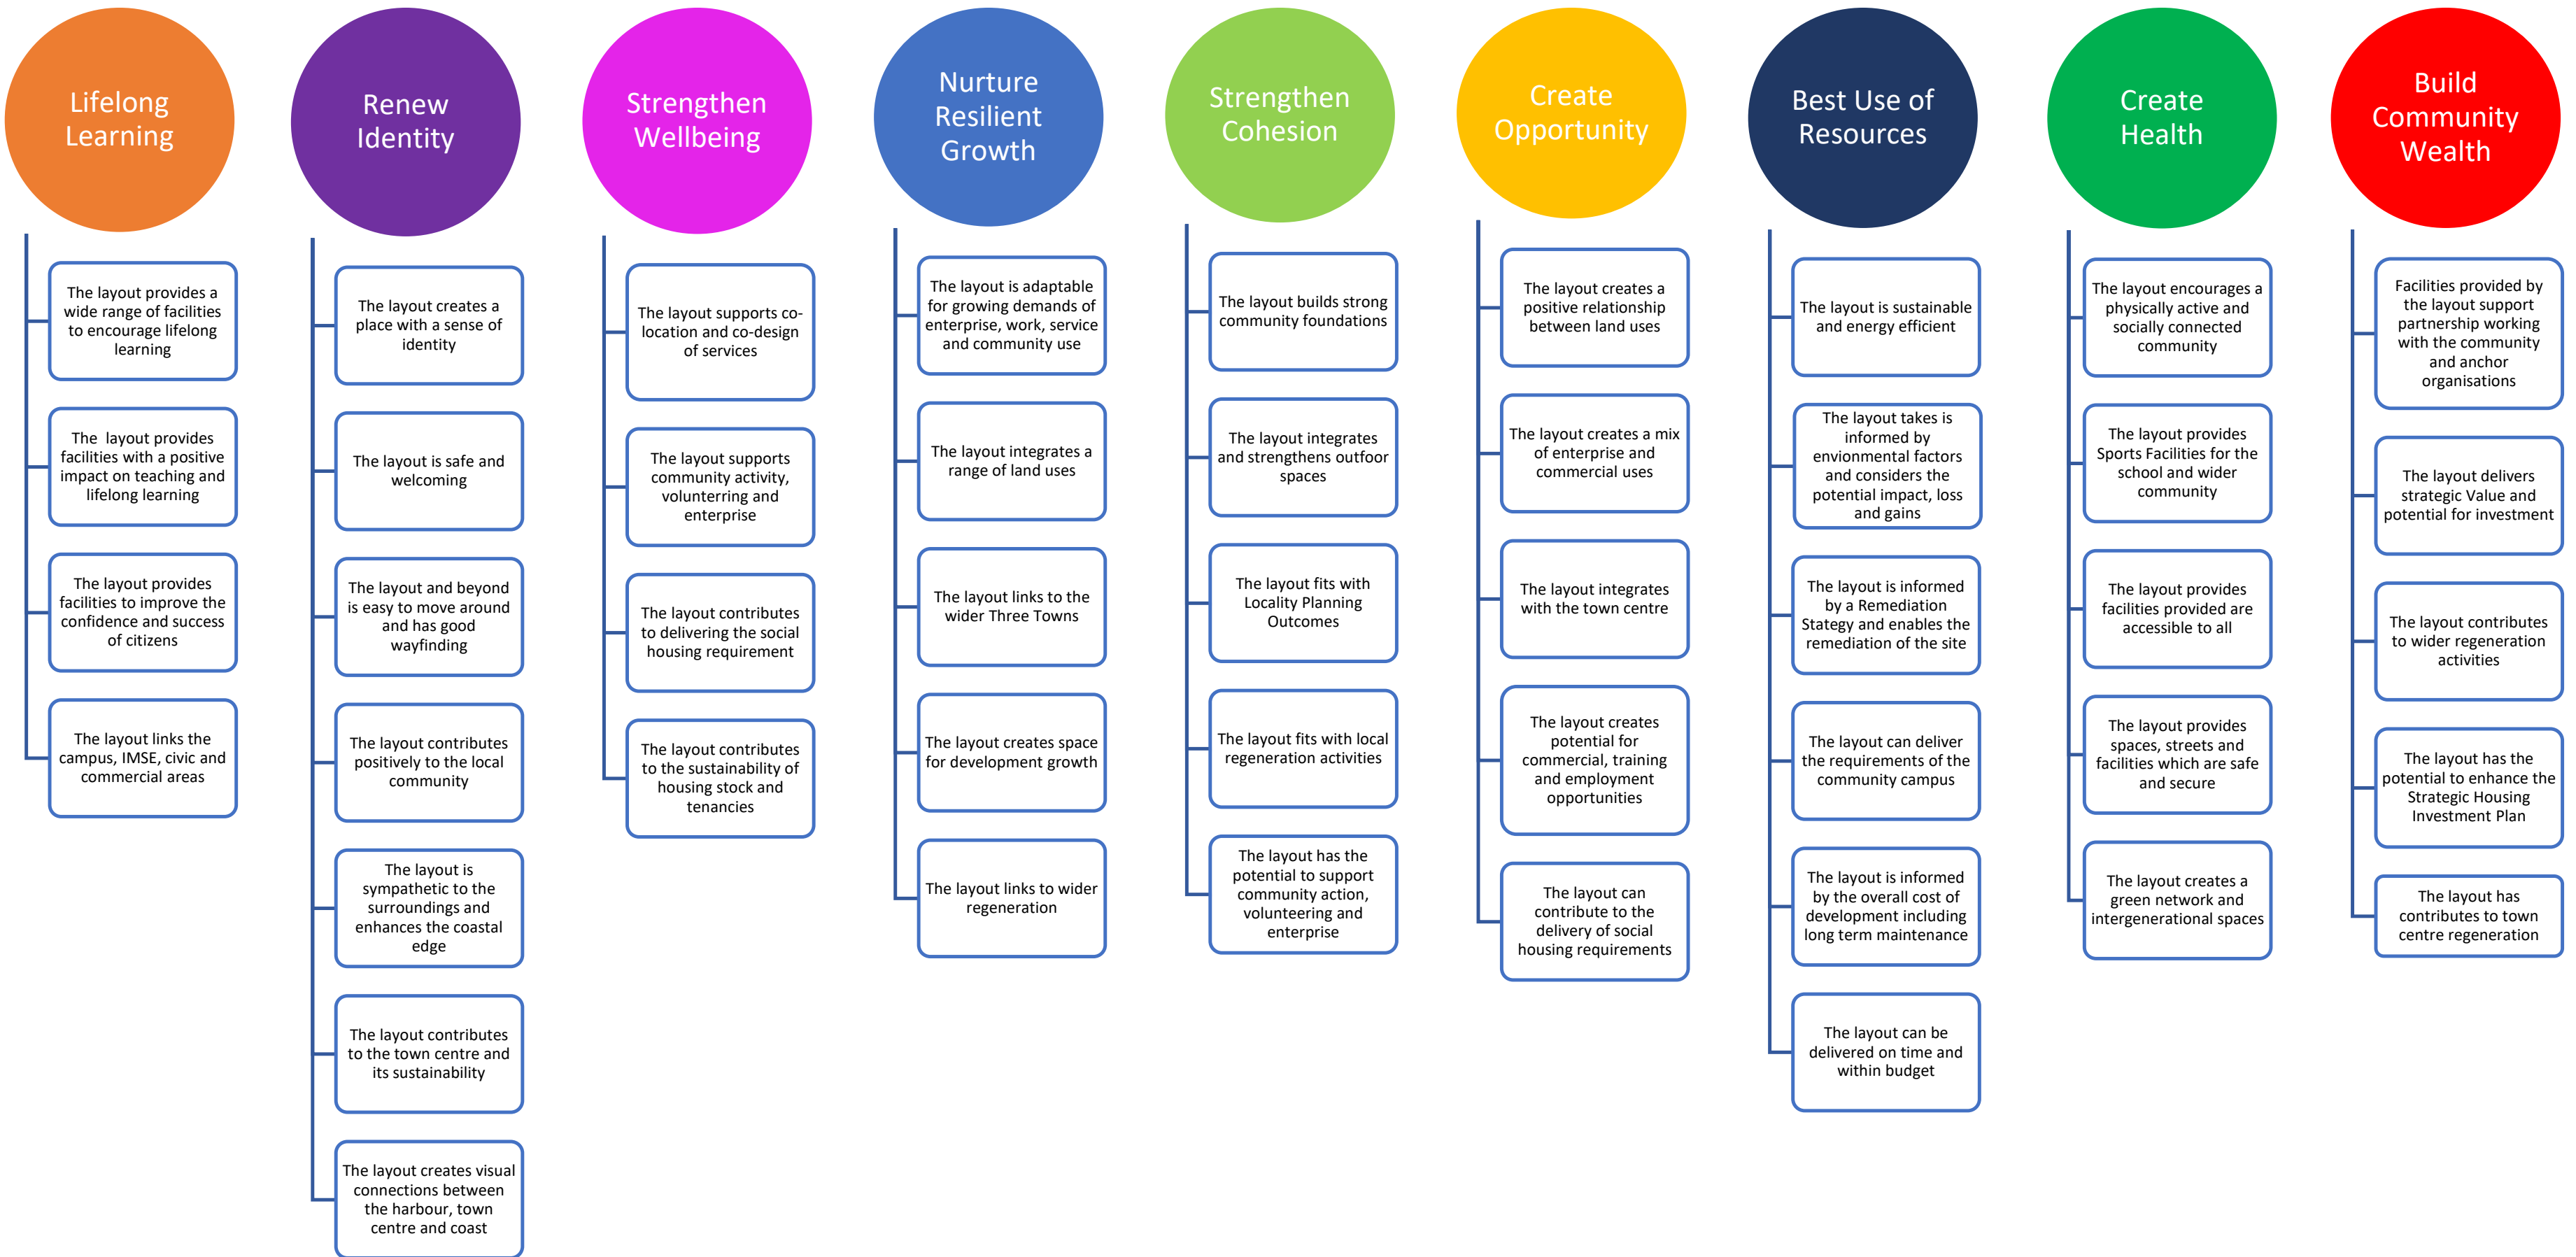 Lifelong
Learning
The layout provides a
wide range of facilities
to encourage lifelong
learning
The  layout provides
facilities with a positive
impact on teaching and
lifelong learning
The layout provides
facilities to improve the
confidence and success
of citizens
The layout links the
campus, IMSE, civic and
commercial areas
Renew
Identity
The layout creates a
place with a sense of
identity
The layout is safe and
welcoming
The layout and beyond
is easy to move around
and has good
wayfinding
The layout contributes
positively to the local
community
The layout is
sympathetic to the
surroundings and
enhances the coastal
edge
The layout contributes
to the town centre and
its sustainability
The layout creates visual
connections between
the harbour, town
centre and coast
Strengthen
Wellbeing
The layout supports co-
location and co-design
of services
The layout supports
community activity,
volunterring and
enterprise
The layout contributes
to delivering the social
housing requirement
The layout contributes
to the sustainability of
housing stock and
tenancies
Nurture
Resilient
Growth
The layout is adaptable
for growing demands of
enterprise, work, service
and community use
The layout integrates a
range of land uses
The layout links to the
wider Three Towns
The layout creates space
for development growth
The layout links to wider
regeneration
Strengthen
Cohesion
The layout builds strong
community foundations
The layout integrates
and strengthens outfoor
spaces
The layout fits with
Locality Planning
Outcomes
The layout fits with local
regeneration activities
The layout has the
potential to support
community action,
volunteering and
enterprise
Create
Opportunity
The layout creates a
positive relationship
between land uses
The layout creates a mix
of enterprise and
commercial uses
The layout integrates
with the town centre
The layout creates
potential for
commercial, training
and employment
opportunities
The layout can
contribute to the
delivery of social
housing requirements
Best Use of
Resources
The layout is sustainable
and energy efficient
The layout takes is
informed by
envionmental factors
and considers the
potential impact, loss
and gains
The layout is informed
by a Remediation
Stategy and enables the
remediation of the site
The layout can deliver
the requirements of the
community campus
The layout is informed
by the overall cost of
development including
long term maintenance
The layout can be
delivered on time and
within budget
Create
Health
The layout encourages a
physically active and
socially connected
community
The layout provides
Sports Facilities for the
school and wider
community
The layout provides
facilities provided are
accessible to all
The layout provides
spaces, streets and
facilities which are safe
and secure
The layout creates a
green network and
intergenerational spaces
Build
Community
Wealth
Facilities provided by
the layout support
partnership working
with the community
and anchor
organisations
The layout delivers
strategic Value and
potential for investment
The layout contributes
to wider regeneration
activities
The layout has the
potential to enhance the
Strategic Housing
Investment Plan
The layout has
contributes to town
centre regeneration